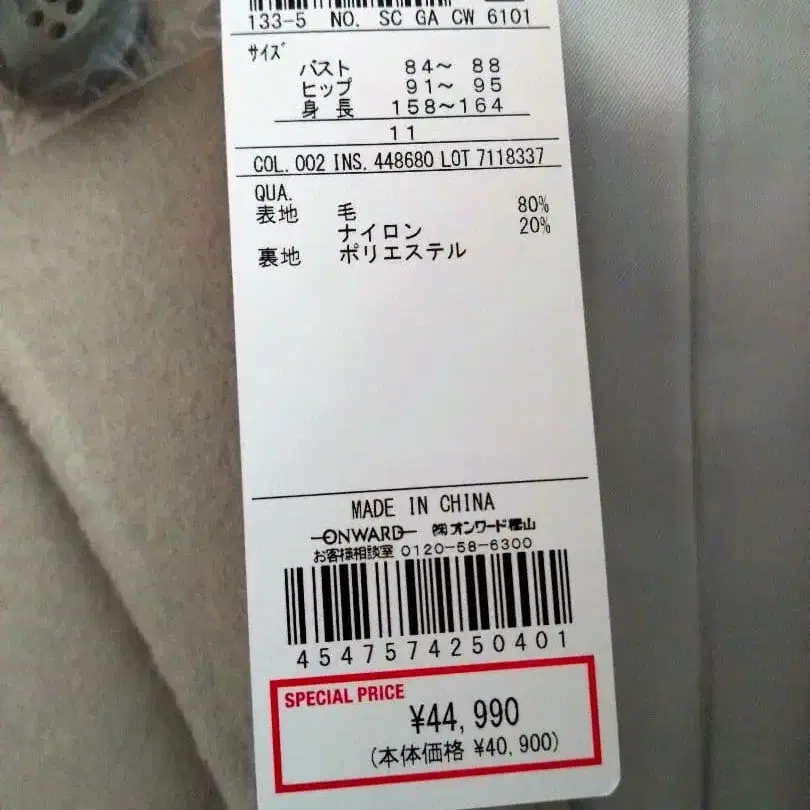 133-5 NO. SC GA CW 6101
サイズ
バスト 84~ 88
ヒップ 91~ 95
身長 158~164
11
COL. 002 INS. 448680 LOT 7118337
QUA.
表地 毛 80%
ナイロン 20%
裏地 ポリエステル
MADE IN CHINA
ONWARD ㈱オンワード樫山
お客様相談室 0120-58-6300
4547574250401
SPECIAL PRICE
¥44,990
(本体価格 ¥40,900)